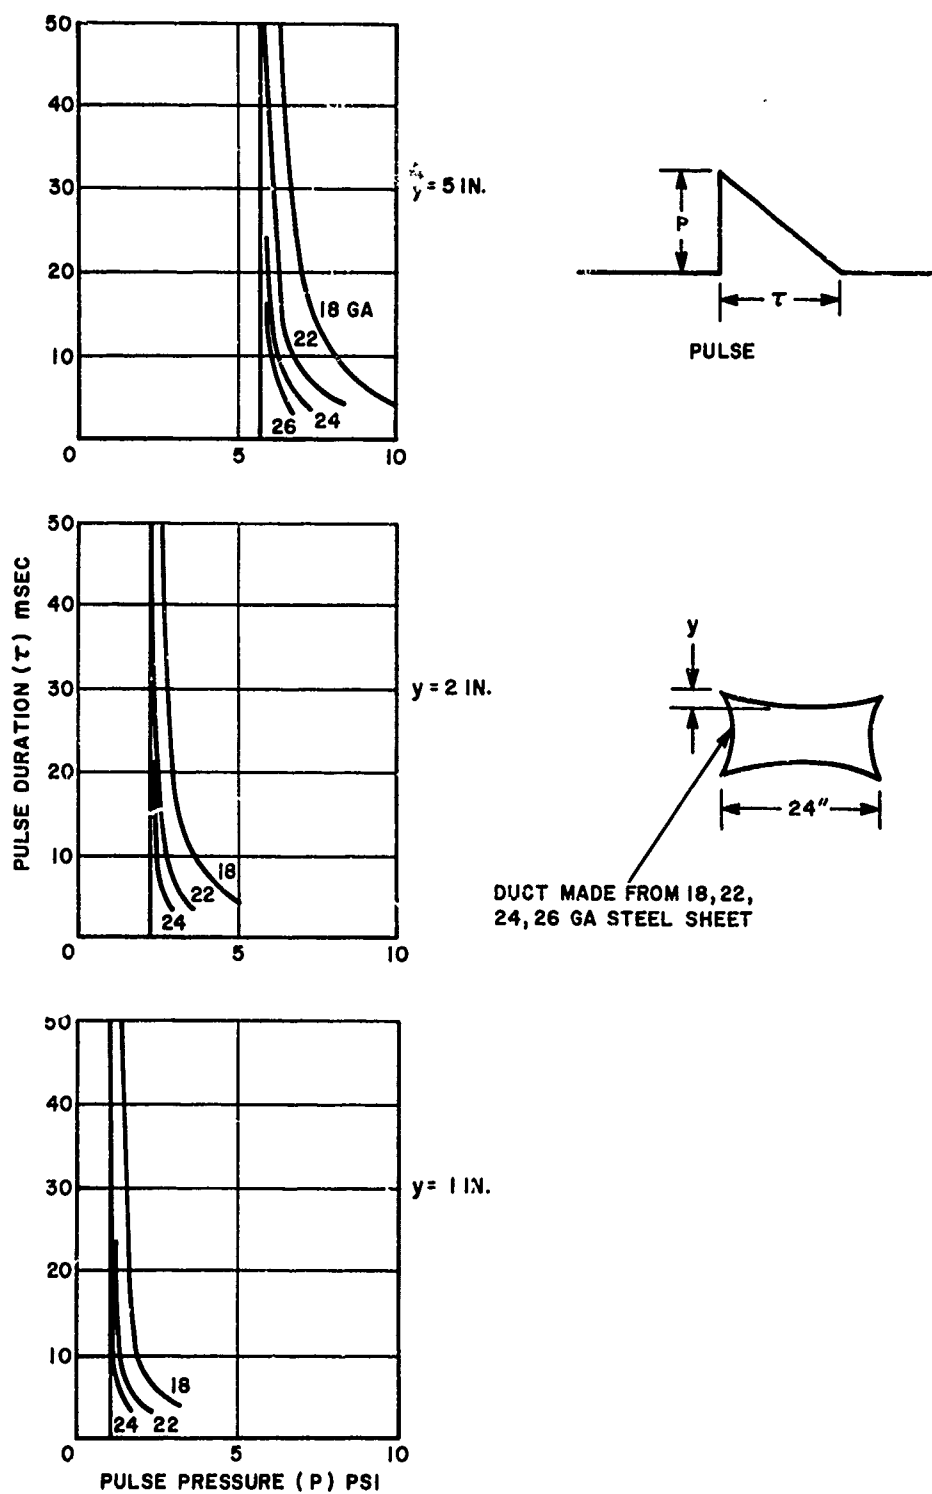 50
40
30
20
10
0
5
10
18 GA
22
24
26
y = 5 IN.
P
τ
PULSE
PULSE DURATION (τ) mSEC
50
40
30
20
10
0
5
10
18
22
24
y = 2 IN.
y
24"
DUCT MADE FROM 18, 22,
24, 26 GA STEEL SHEET
50
40
30
20
10
0
5
10
18
24
22
y = 1 IN.
PULSE PRESSURE (P) PSI